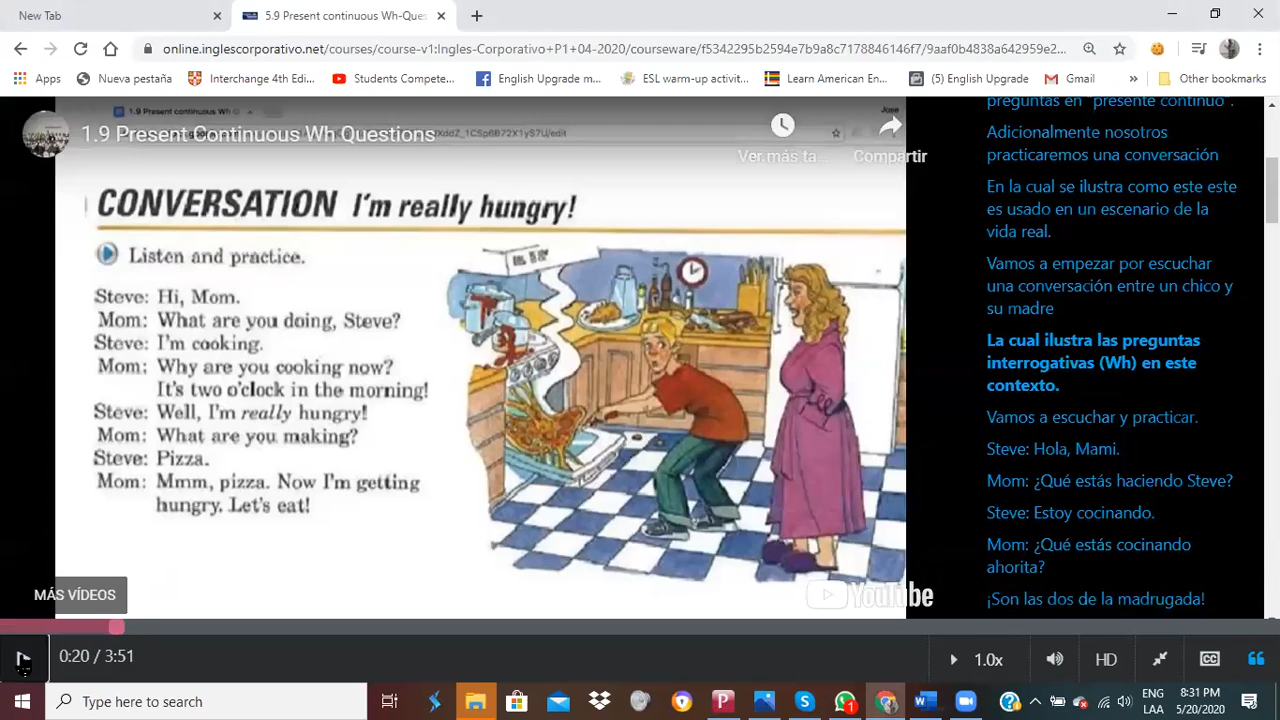 New Tab
5.9 Present continuous Wh-Ques
online.inglescorporativo.net/courses/course-v1:Ingles-Corporativo+P1+04-2020/courseware/f5342295b2594e7b9a8c7178846146f7/9aaf0b4838a642959e2...
Apps
Nueva pestaña
Interchange 4th Edi...
Students Compete...
English Upgrade m...
ESL warm-up activit...
Learn American En...
(5) English Upgrade
Gmail
»
Other bookmarks
1.9 Present continuous Wh
Jose
1.9 Present Continuous Wh Questions
Ver más ta...
Compartir
CONVERSATION I'm really hungry!
Listen and practice.
Steve: Hi, Mom.
Mom: What are you doing, Steve?
Steve: I'm cooking.
Mom: Why are you cooking now?
It's two o'clock in the morning!
Steve: Well, I'm really hungry!
Mom: What are you making?
Steve: Pizza.
Mom: Mmm, pizza. Now I'm getting
hungry. Let's eat!
MÁS VÍDEOS
YouTube
0:20 / 3:51
1.0x
HD
CC
preguntas en "presente continuo".
Adicionalmente nosotros
practicaremos una conversación
En la cual se ilustra como este este
es usado en un escenario de la
vida real.
Vamos a empezar por escuchar
una conversación entre un chico y
su madre
La cual ilustra las preguntas
interrogativas (Wh) en este
contexto.
Vamos a escuchar y practicar.
Steve: Hola, Mami.
Mom: ¿Qué estás haciendo Steve?
Steve: Estoy cocinando.
Mom: ¿Qué estás cocinando
ahorita?
¡Son las dos de la madrugada!
Type here to search
ENG
LAA
8:31 PM
5/20/2020